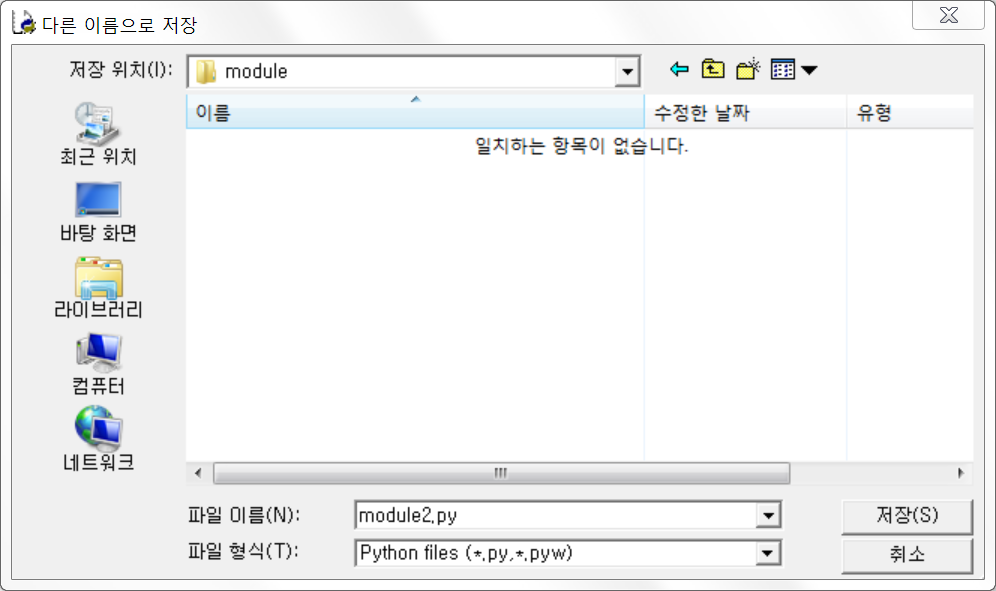 다른 이름으로 저장
저장 위치(I):
module
이름
수정한 날짜
유형
일치하는 항목이 없습니다.
최근 위치
바탕 화면
라이브러리
컴퓨터
네트워크
파일 이름(N):
module2.py
저장(S)
파일 형식(T):
Python files (*.py,*.pyw)
취소